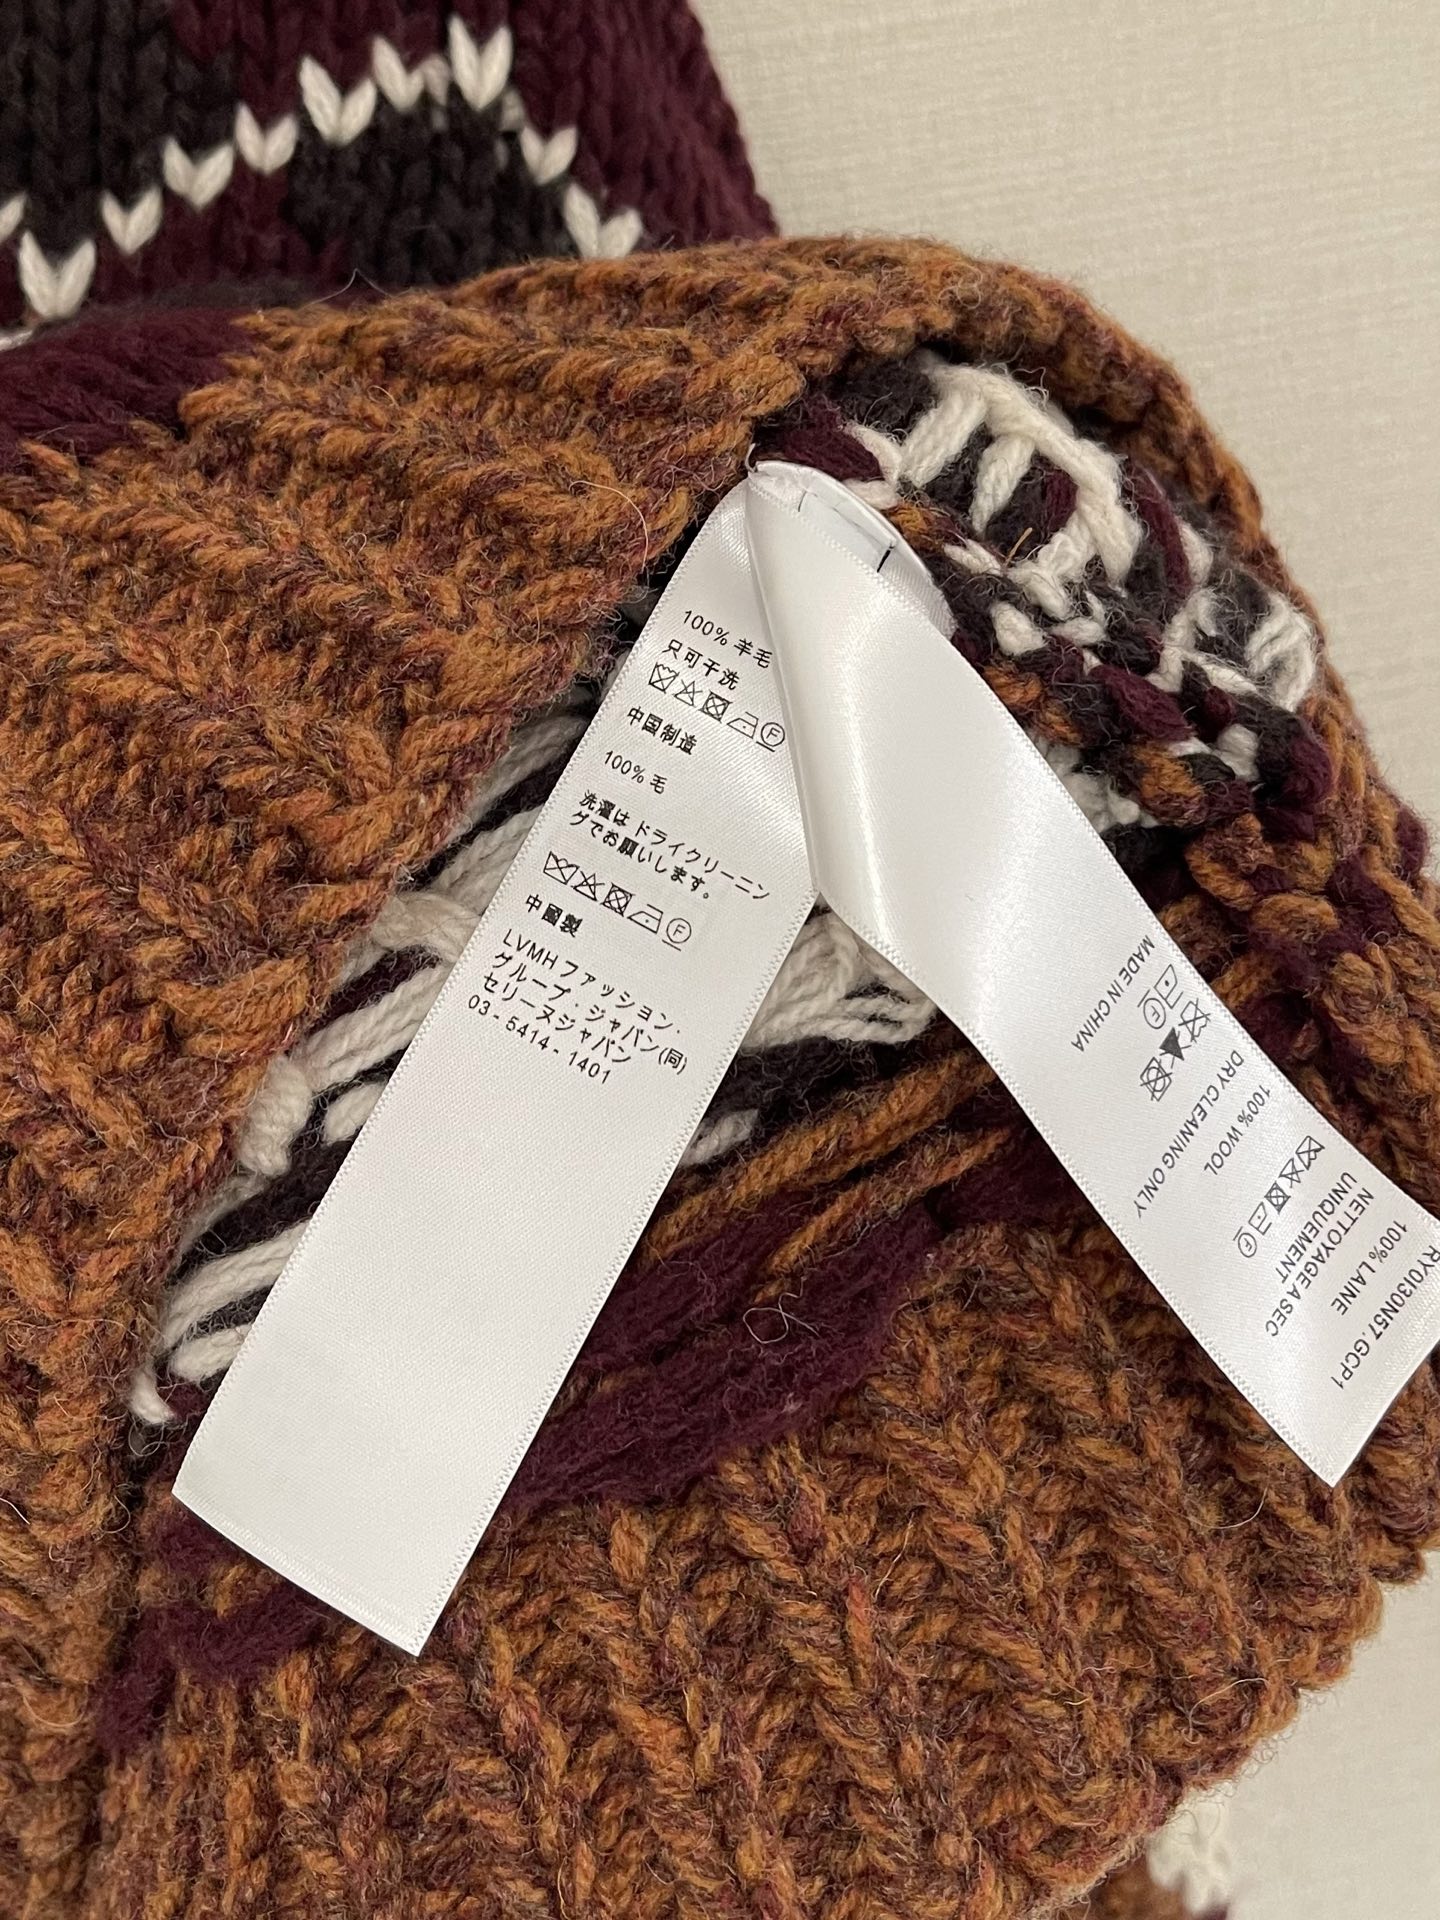 100% 羊毛
只可干洗
F
中国制造
100% 毛
洗濯は ドライクリーニン
グでお願いします。
F
中國製
LVMH ファッション・
グループ・ジャパン(同)
セリーヌジャパン
03-5414-1401
RY0I30N57.GCP1
100% LAINE
NETTOYAGE A SEC
UNIQUEMENT
F
100% WOOL
DRY CLEANING ONLY
F
MADE IN CHINA